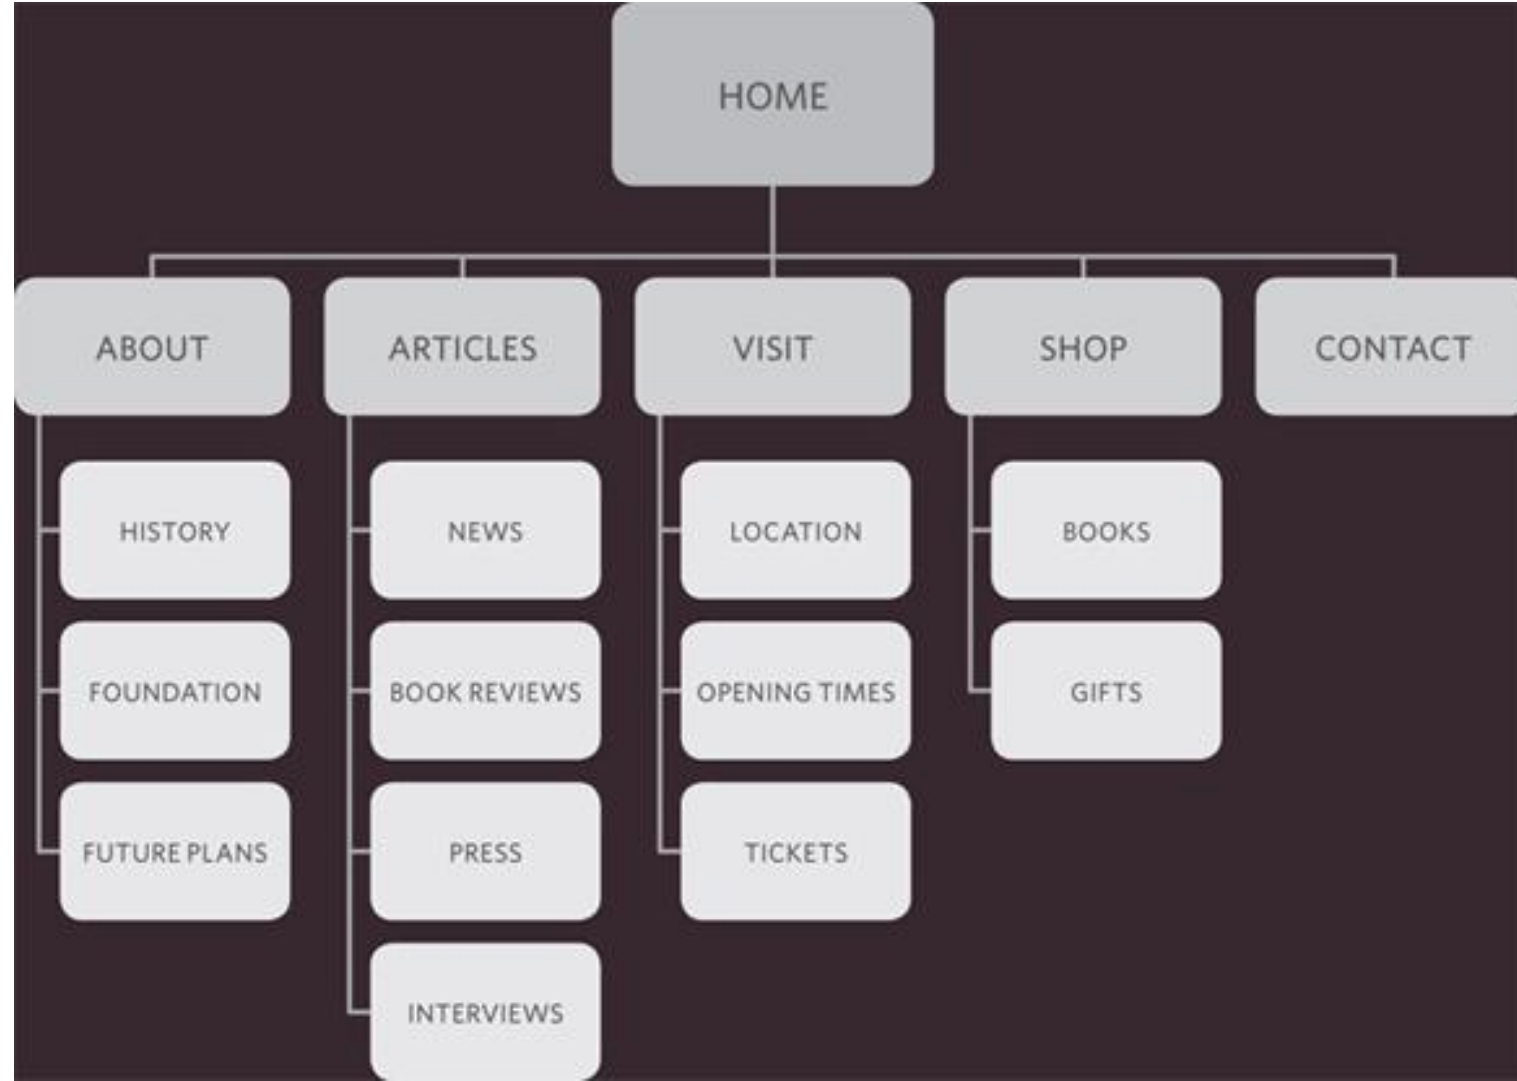 HOME
ABOUT
ARTICLES
VISIT
SHOP
CONTACT
HISTORY
NEWS
LOCATION
BOOKS
FOUNDATION
BOOK REVIEWS
OPENING TIMES
GIFTS
FUTURE PLANS
PRESS
TICKETS
INTERVIEWS